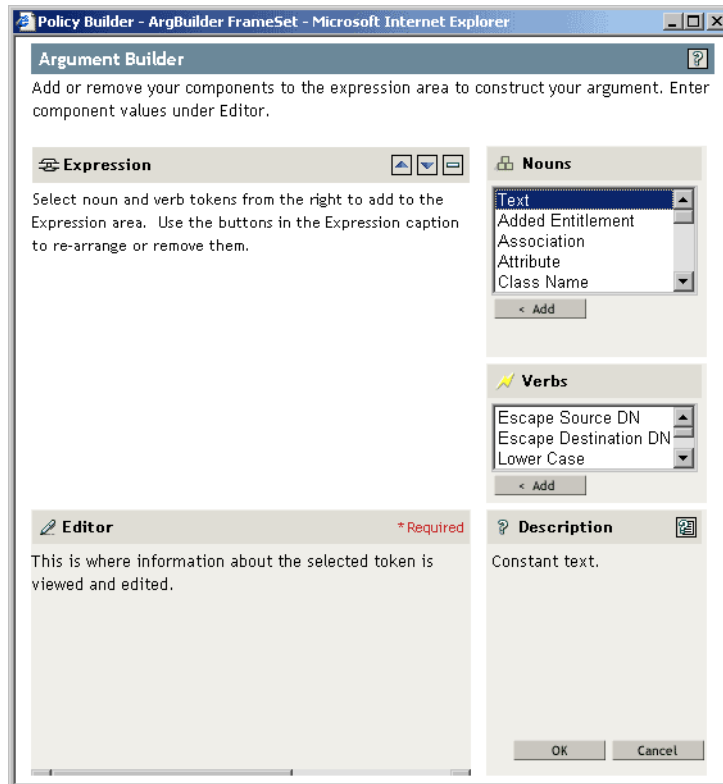 Policy Builder - ArgBuilder FrameSet - Microsoft Internet Explorer
Argument Builder
Add or remove your components to the expression area to construct your argument. Enter
component values under Editor.
Expression
Select noun and verb tokens from the right to add to the
Expression area. Use the buttons in the Expression caption
to re-arrange or remove them.
Nouns
Text
Added Entitlement
Association
Attribute
Class Name
< Add
Verbs
Escape Source DN
Escape Destination DN
Lower Case
< Add
Editor
*Required
This is where information about the selected token is
viewed and edited.
? Description
Constant text.
OK
Cancel